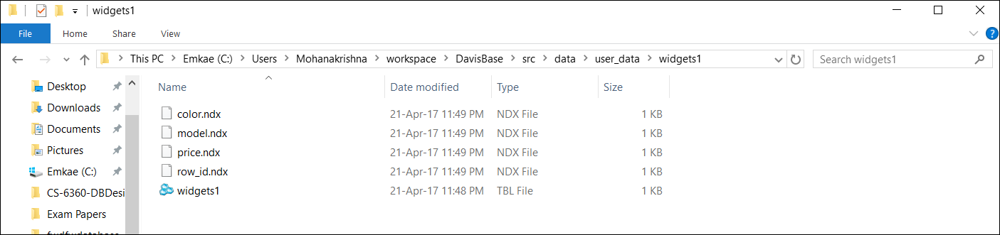 widgets1
File Home Share View
This PC Emkae (C:) Users Mohanakrishna workspace DavisBase src data user_data widgets1 Search widgets1
Desktop
Downloads
Documents
Pictures
Emkae (C:)
CS-6360-DBDesi
Exam Papers
Name Date modified Type Size
color.ndx 21-Apr-17 11:49 PM NDX File 1 KB
model.ndx 21-Apr-17 11:49 PM NDX File 1 KB
price.ndx 21-Apr-17 11:49 PM NDX File 1 KB
row_id.ndx 21-Apr-17 11:49 PM NDX File 1 KB
widgets1 21-Apr-17 11:48 PM TBL File 1 KB